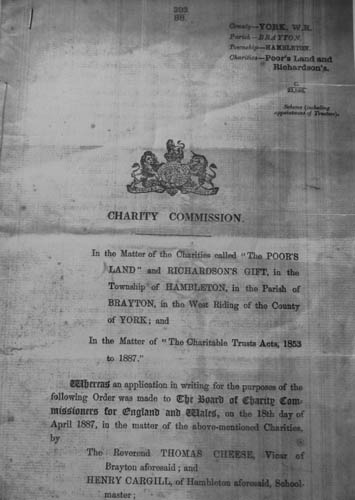 392.
88.
County—YORK, W.R.
Parish—BRAYTON.
Township—HAMBLETON.
Charities—Poor's Land and
Richardson's.
Scheme (including
appointment of Trustees).
CHARITY COMMISSION.
In the Matter of the Charities called "The POOR'S
LAND" and RICHARDSON'S GIFT, in the
Township of HAMBLETON, in the Parish of
BRAYTON, in the West Riding of the County
of YORK; and
In the Matter of "The Charitable Trusts Acts, 1853
to 1887."
Whereas an application in writing for the purposes of the
following Order was made to The Board of Charity Com-
missioners for England and Wales, on the 18th day of
April 1887, in the matter of the above-mentioned Charities,
by
The Reverend THOMAS CHEESE, Vicar of
Brayton aforesaid; and
HENRY CARGILL, of Hambleton aforesaid, School-
master;